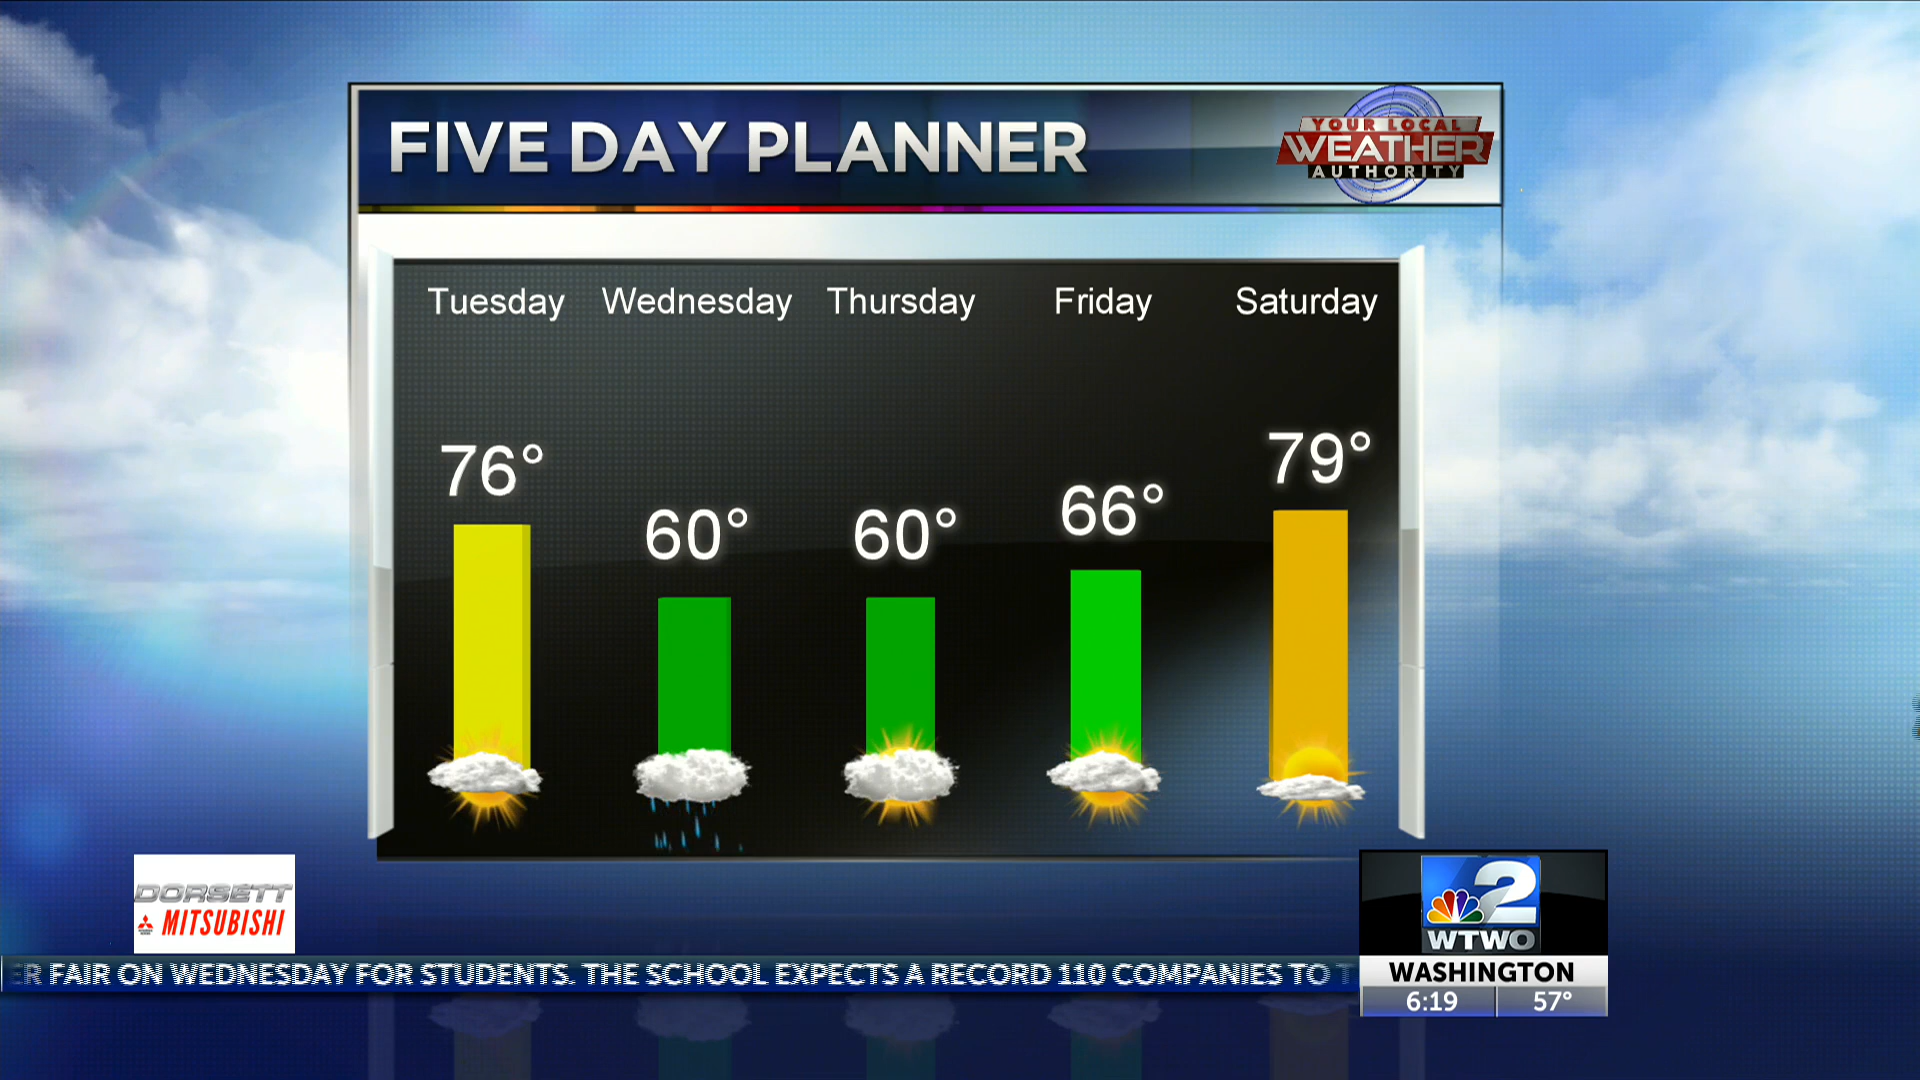 FIVE DAY PLANNER
YOUR LOCAL
WEATHER
AUTHORITY
Tuesday Wednesday Thursday Friday Saturday
76° 60° 60° 66° 79°
DORSETT
MITSUBISHI
2
WTWO
ER FAIR ON WEDNESDAY FOR STUDENTS. THE SCHOOL EXPECTS A RECORD 110 COMPANIES TO T
WASHINGTON
6:19 57°